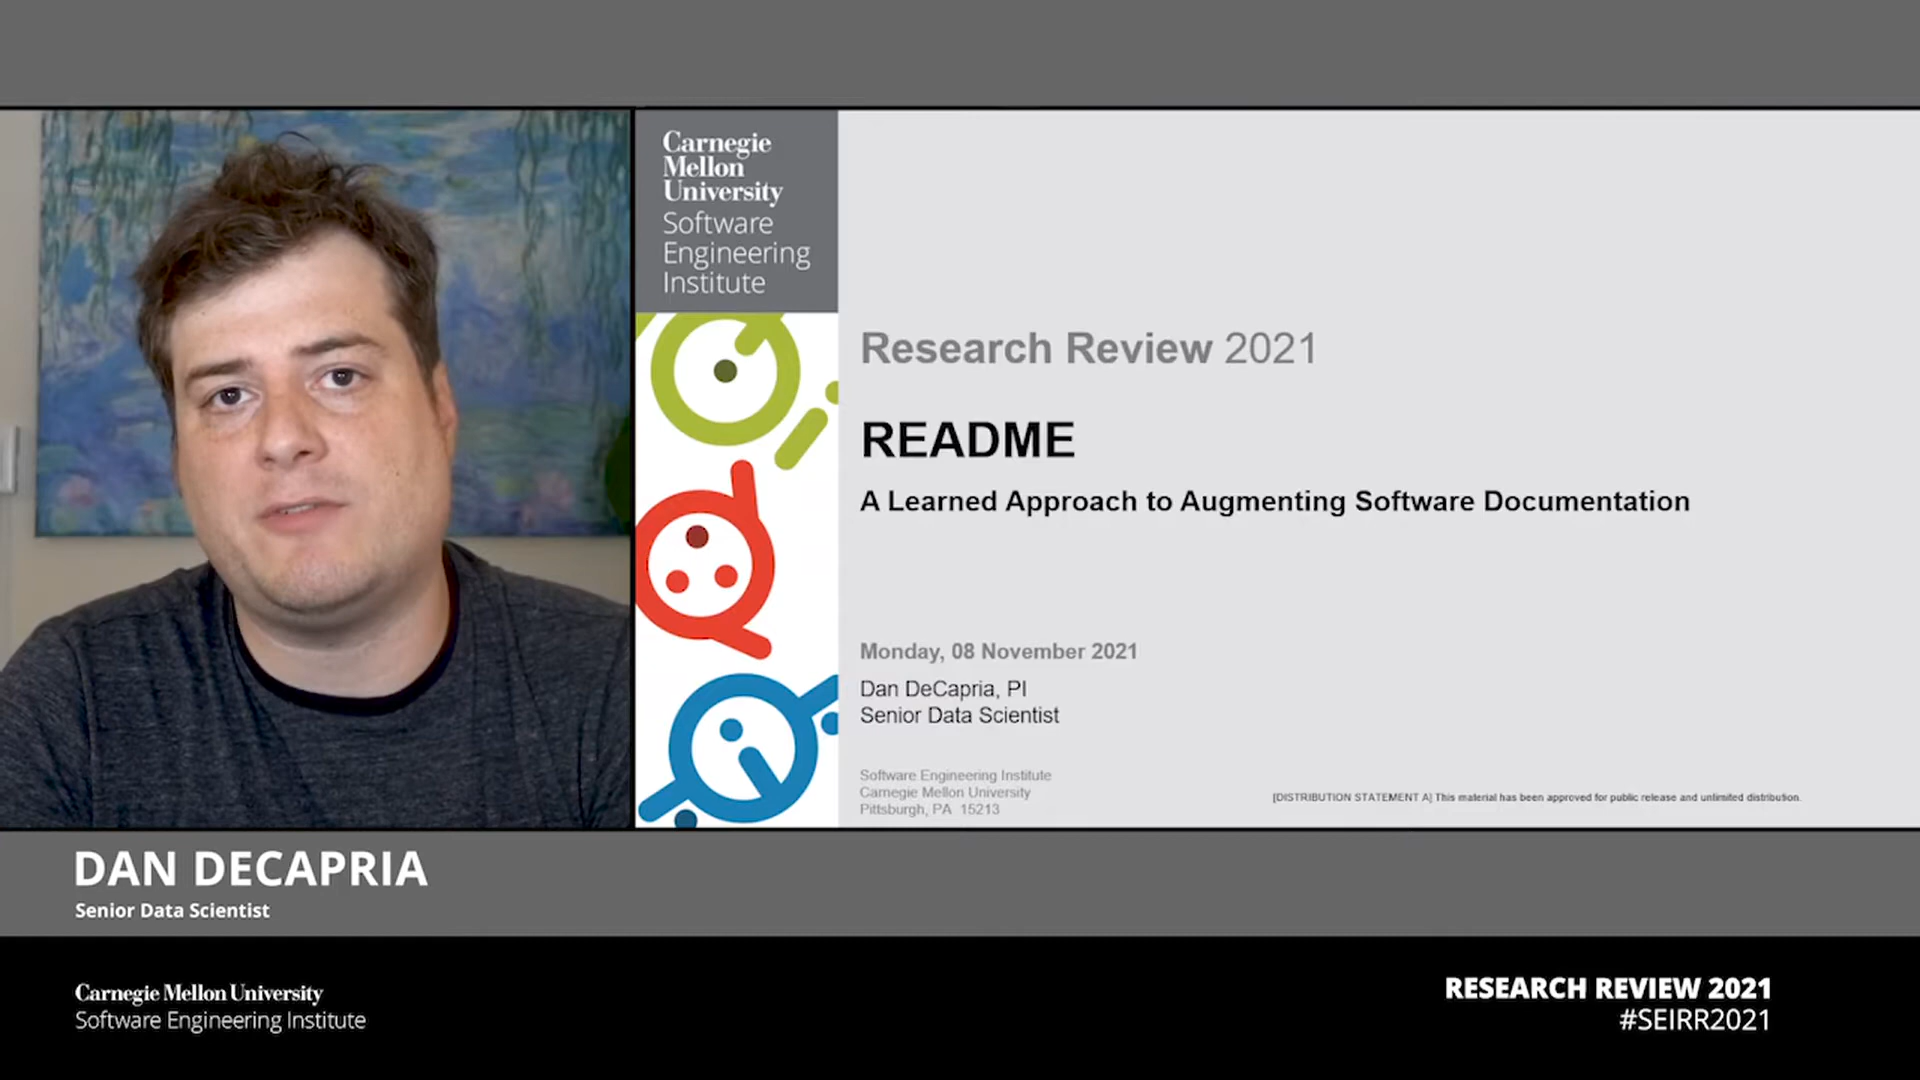 Carnegie
Mellon
University
Software
Engineering
Institute
Research Review 2021
README
A Learned Approach to Augmenting Software Documentation
Monday, 08 November 2021
Dan DeCapria, PI
Senior Data Scientist
Software Engineering Institute
Carnegie Mellon University
Pittsburgh, PA 15213
[DISTRIBUTION STATEMENT A] This material has been approved for public release and unlimited distribution.
DAN DECAPRIA
Senior Data Scientist
Carnegie Mellon University
Software Engineering Institute
RESEARCH REVIEW 2021
#SEIRR2021